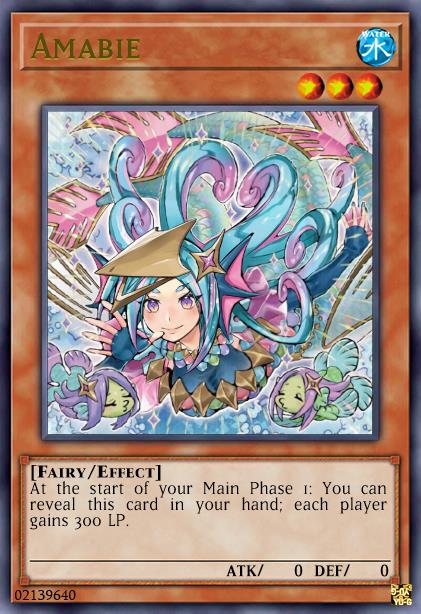 Amabie
WATER
水
[Fairy/Effect]
At the start of your Main Phase 1: You can
reveal this card in your hand; each player
gains 300 LP.
ATK/ 0 DEF/ 0
02139640